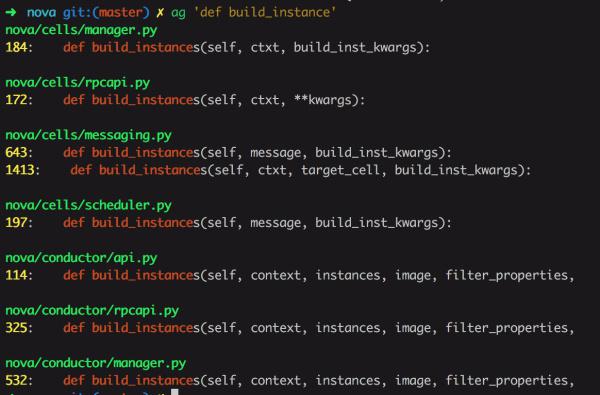 ➜  nova git:(master) ✗ ag 'def build_instance'
nova/cells/manager.py
184:    def build_instances(self, ctxt, build_inst_kwargs):
nova/cells/rpcapi.py
172:    def build_instances(self, ctxt, **kwargs):
nova/cells/messaging.py
643:    def build_instances(self, message, build_inst_kwargs):
1413:    def build_instances(self, ctxt, target_cell, build_inst_kwargs):
nova/cells/scheduler.py
197:    def build_instances(self, message, build_inst_kwargs):
nova/conductor/api.py
114:    def build_instances(self, context, instances, image, filter_properties,
nova/conductor/rpcapi.py
325:    def build_instances(self, context, instances, image, filter_properties,
nova/conductor/manager.py
532:    def build_instances(self, context, instances, image, filter_properties,